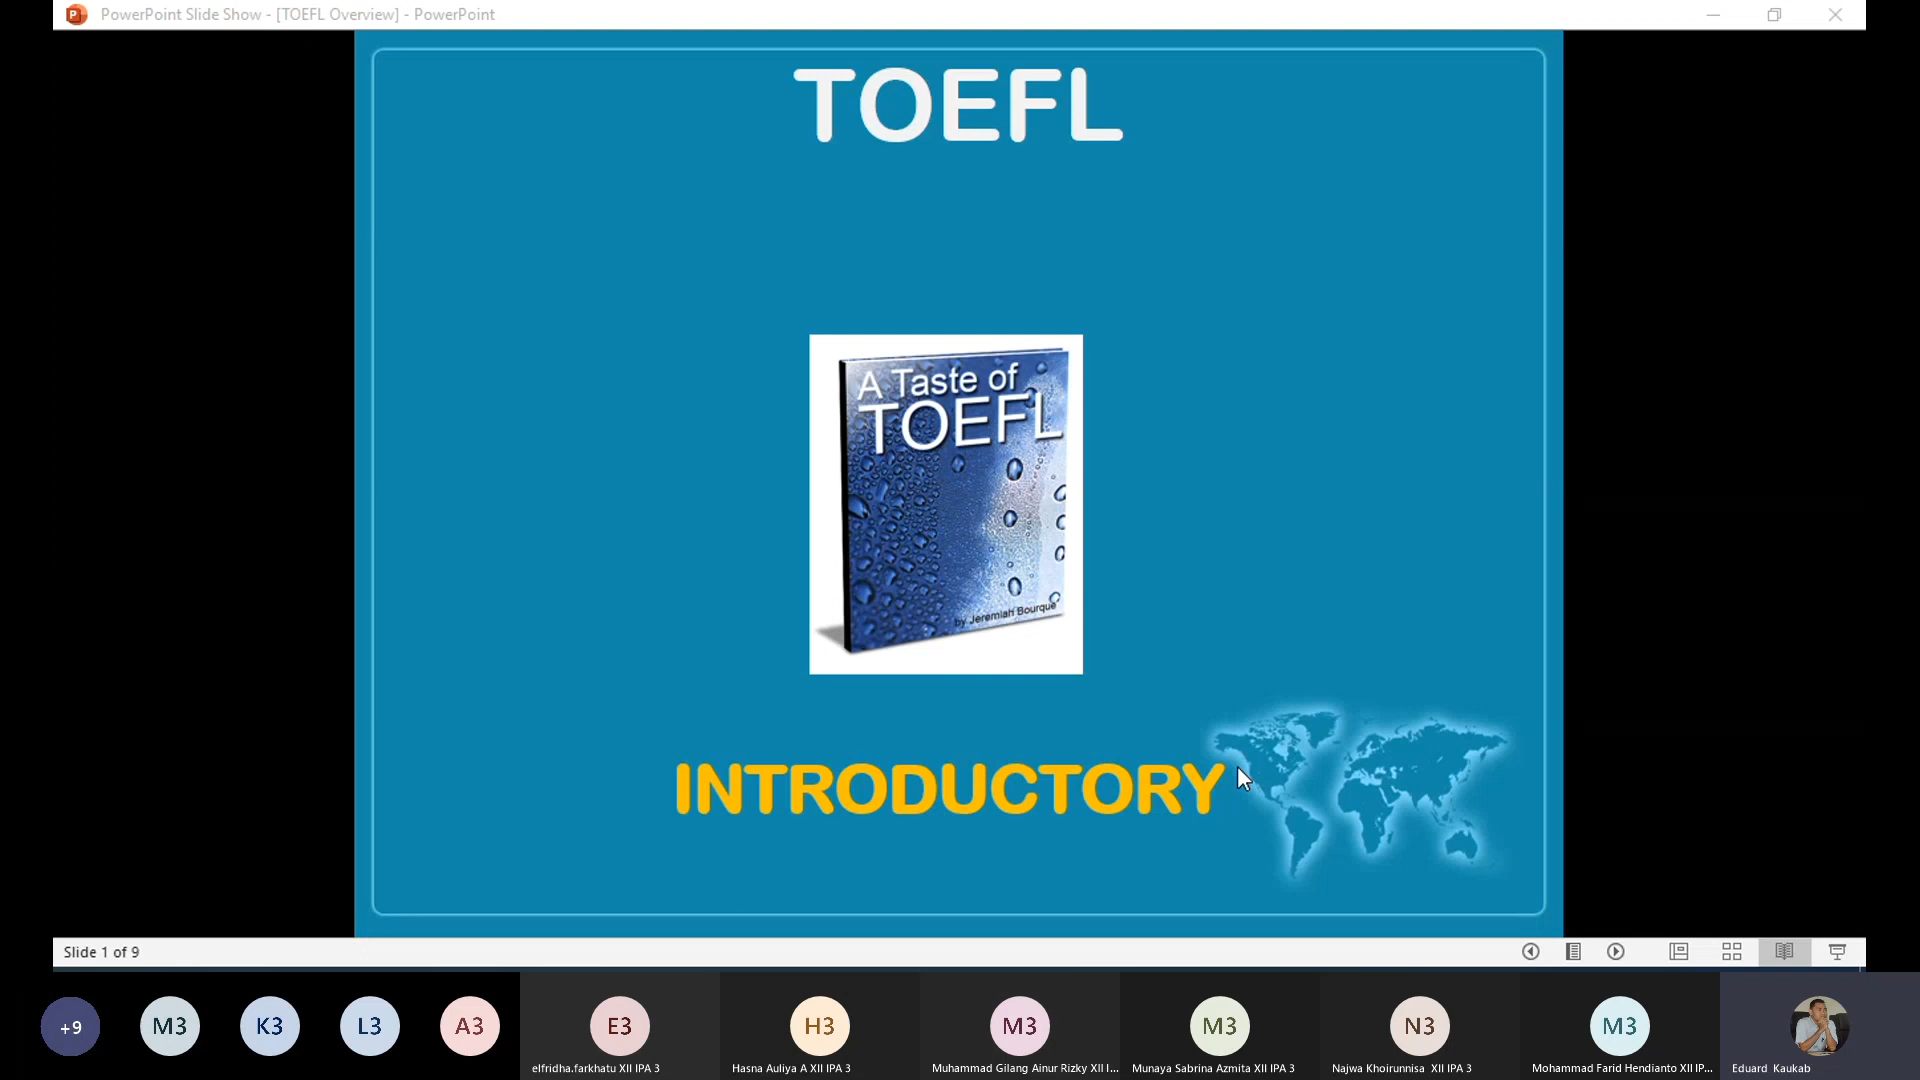 PowerPoint Slide Show - [TOEFL Overview] - PowerPoint
TOEFL
A Taste of
TOEFL
by Jeremiah Bourque
INTRODUCTORY
Slide 1 of 9
+9
M3
K3
L3
A3
E3
H3
M3
M3
N3
M3
elfridha.farkhatu XII IPA 3
Hasna Auliya A XII IPA 3
Muhammad Gilang Ainur Rizky XII I...
Munaya Sabrina Azmita XII IPA 3
Najwa Khoirunnisa XII IPA 3
Mohammad Farid Hendianto XII IP...
Eduard Kaukab